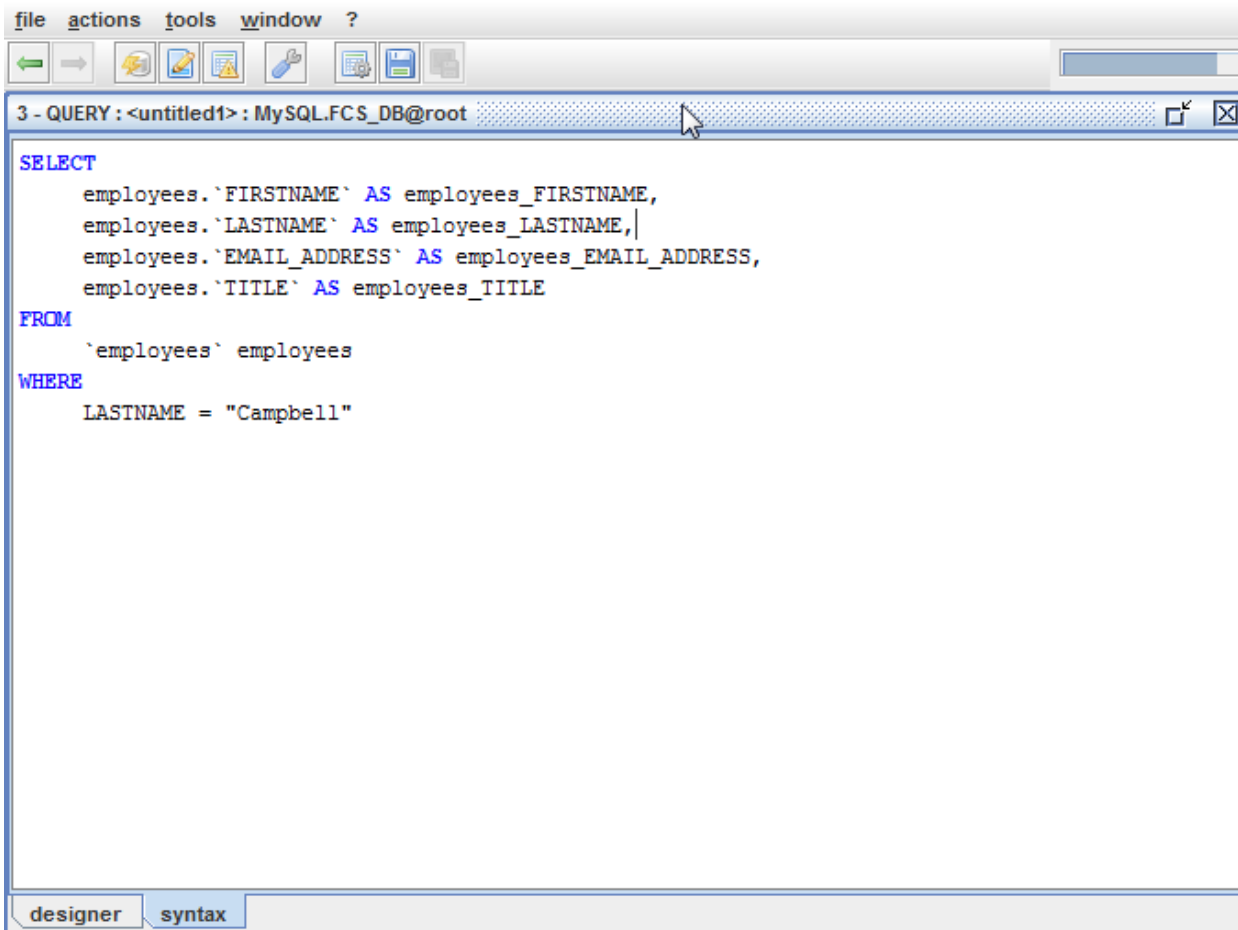 file actions tools window ?
3 - QUERY : <untitled1> : MySQL.FCS_DB@root
SELECT
employees.`FIRSTNAME` AS employees_FIRSTNAME,
employees.`LASTNAME` AS employees_LASTNAME,
employees.`EMAIL_ADDRESS` AS employees_EMAIL_ADDRESS,
employees.`TITLE` AS employees_TITLE
FROM
`employees` employees
WHERE
LASTNAME = "Campbell"
designer syntax